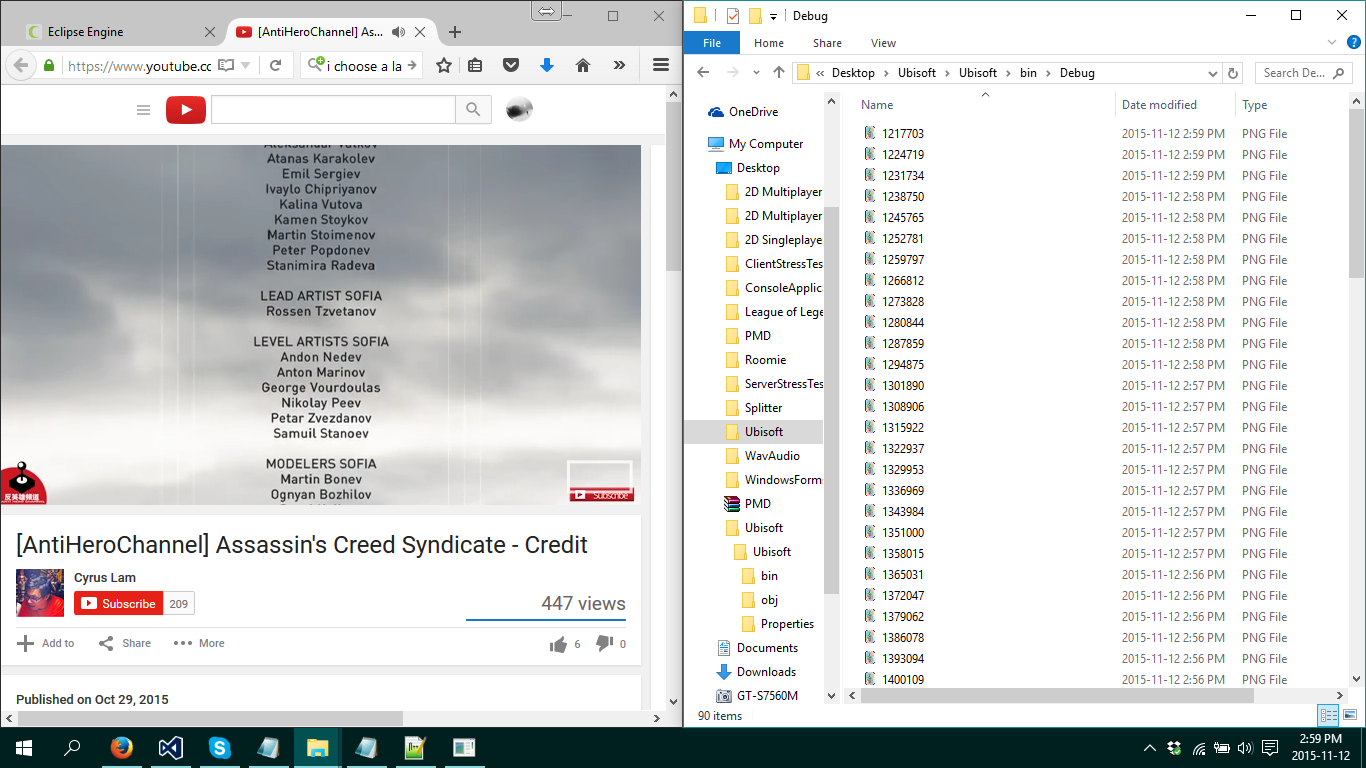 Eclipse Engine
[AntiHeroChannel] As...
https://www.youtube.cc
i choose a la
Aleksandar Valkov
Atanas Karakolev
Emil Sergiev
Ivaylo Chipriyanov
Kalina Vutova
Kamen Stoykov
Martin Stoimenov
Peter Popdonev
Stanimira Radeva
LEAD ARTIST SOFIA
Rossen Tzvetanov
LEVEL ARTISTS SOFIA
Andon Nedev
Anton Marinov
George Vourdoulas
Nikolay Peev
Petar Zvezdanov
Samuil Stanoev
MODELERS SOFIA
Martin Bonev
Ognyan Bozhilov
反英雄頻道
Subscribe
[AntiHeroChannel] Assassin's Creed Syndicate - Credit
Cyrus Lam
Subscribe 209
447 views
Add to Share More 6 0
Published on Oct 29, 2015
Debug
File Home Share View
« Desktop Ubisoft Ubisoft bin Debug
Search De...
OneDrive
My Computer
Desktop
2D Multiplayer
2D Multiplayer
2D Singleplaye
ClientStressTes
ConsoleApplic
League of Lege
PMD
Roomie
ServerStressTes
Splitter
Ubisoft
WavAudio
WindowsForm
PMD
Ubisoft
Ubisoft
bin
obj
Properties
Documents
Downloads
GT-S7560M
Name Date modified Type
1217703 2015-11-12 2:59 PM PNG File
1224719 2015-11-12 2:59 PM PNG File
1231734 2015-11-12 2:59 PM PNG File
1238750 2015-11-12 2:58 PM PNG File
1245765 2015-11-12 2:58 PM PNG File
1252781 2015-11-12 2:58 PM PNG File
1259797 2015-11-12 2:58 PM PNG File
1266812 2015-11-12 2:58 PM PNG File
1273828 2015-11-12 2:58 PM PNG File
1280844 2015-11-12 2:58 PM PNG File
1287859 2015-11-12 2:58 PM PNG File
1294875 2015-11-12 2:58 PM PNG File
1301890 2015-11-12 2:57 PM PNG File
1308906 2015-11-12 2:57 PM PNG File
1315922 2015-11-12 2:57 PM PNG File
1322937 2015-11-12 2:57 PM PNG File
1329953 2015-11-12 2:57 PM PNG File
1336969 2015-11-12 2:57 PM PNG File
1343984 2015-11-12 2:57 PM PNG File
1351000 2015-11-12 2:57 PM PNG File
1358015 2015-11-12 2:57 PM PNG File
1365031 2015-11-12 2:56 PM PNG File
1372047 2015-11-12 2:56 PM PNG File
1379062 2015-11-12 2:56 PM PNG File
1386078 2015-11-12 2:56 PM PNG File
1393094 2015-11-12 2:56 PM PNG File
1400109 2015-11-12 2:56 PM PNG File
90 items
2:59 PM
2015-11-12